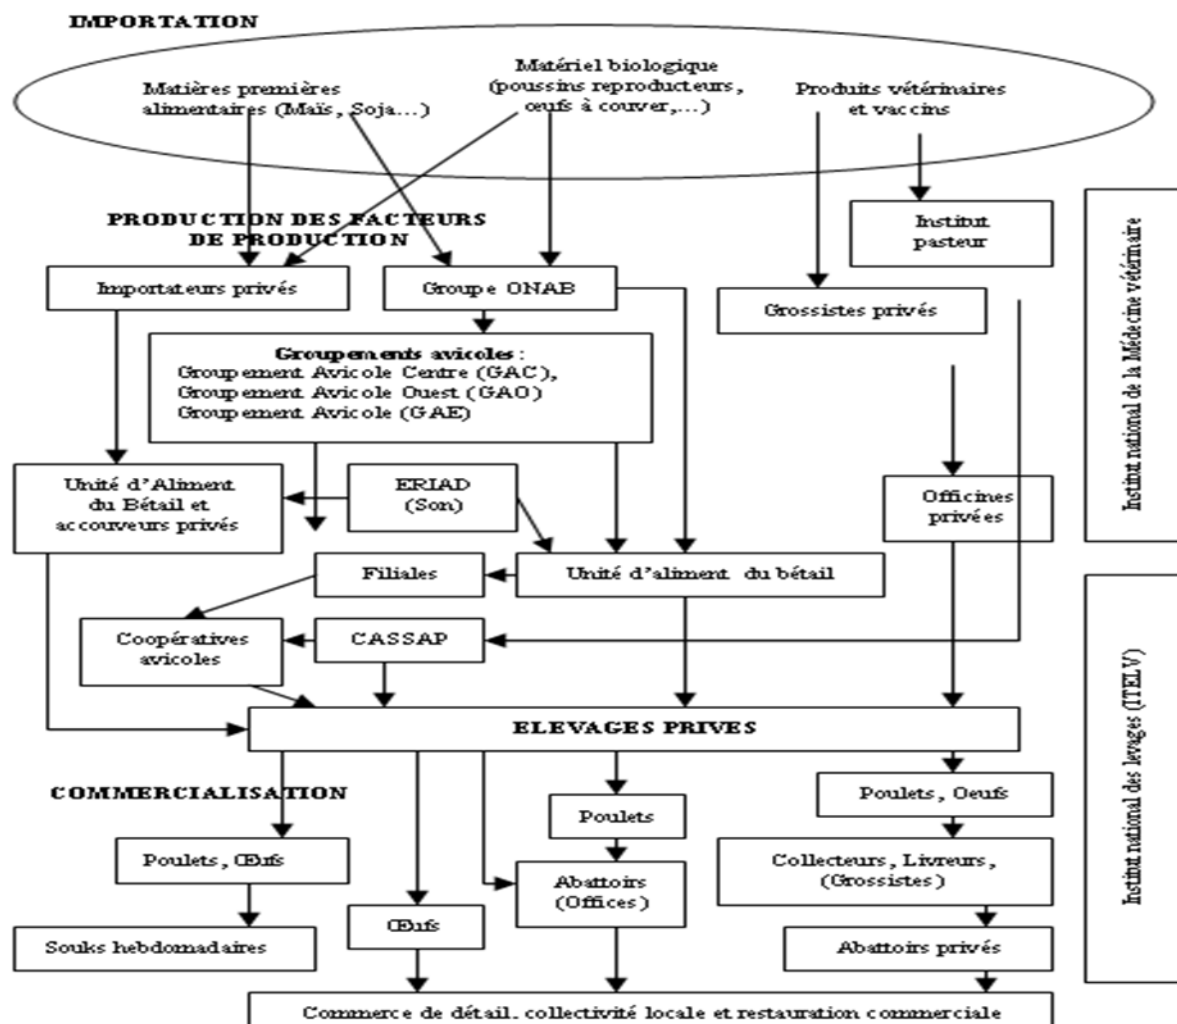 IMPORTATION
Matières premières
alimentaires (Maïs, Soja...)
Matériel biologique
(poussins reproducteurs,
œufs à couver,...)
Produits vétérinaires
et vaccins
PRODUCTION DES FACTEURS
DE PRODUCTION
Institut
pasteur
Importateurs privés
Groupe ONAB
Grossistes privés
Groupements avicoles :
Groupement Avicole Centre (GAC),
Groupement Avicole Ouest (GAO)
Groupement Avicole (GAE)
Unité d'Aliment
du Bétail et
accouveurs privés
ERIAD
(Son)
Officines
privées
Filiales
Unité d'aliment du bétail
Coopératives
avicoles
CASSAP
ELEVAGES PRIVES
COMMERCIALISATION
Poulets, Œufs
Souks hebdomadaires
Œufs
Poulets
Abattoirs
(Offices)
Poulets, Oeufs
Collecteurs, Livreurs,
(Grossistes)
Abattoirs privés
Commerce de détail. collectivité locale et restauration commerciale
Institut national de la Médecine vétérinaire
Institut national des levages (ITELV)